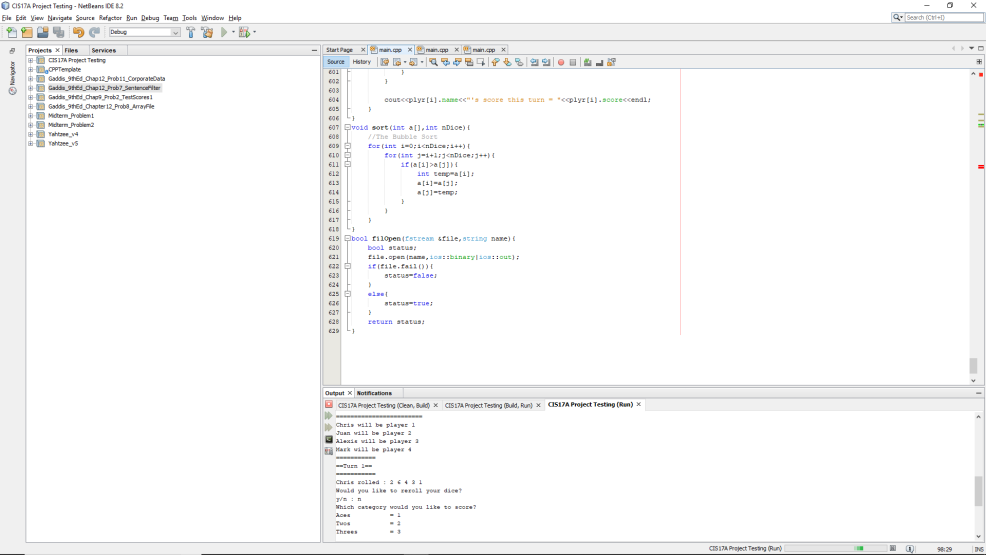 CIS17A Project Testing - NetBeans IDE 8.2
File Edit View Navigate Source Refactor Run Debug Team Tools Window Help
Search (Ctrl+I)
Debug
Projects Files Services
Navigator
CIS17A Project Testing
CPPTemplate
Gaddis_9thEd_Chap12_Prob11_CorporateData
Gaddis_9thEd_Chap12_Prob7_SentenceFilter
Gaddis_9thEd_Chap9_Prob2_TestScores1
Gaddis_9thEd_Chapter12_Prob8_ArrayFile
Midterm_Problem1
Midterm_Problem2
Yahtzee_v4
Yahtzee_v5
Start Page main.cpp main.cpp main.cpp
Source History
601 }
602 }
603
604 cout<<plyr[i].name<<"'s score this turn = "<<plyr[i].score<<endl;
605 }
606 }
607 void sort(int a[],int nDice){
608 //The Bubble Sort
609 for(int i=0;i<nDice;i++){
610 for(int j=i+1;j<nDice;j++){
611 if(a[i]>a[j]){
612 int temp=a[i];
613 a[i]=a[j];
614 a[j]=temp;
615 }
616 }
617 }
618 }
619 bool filOpen(fstream &file,string name){
620 bool status;
621 file.open(name,ios::binary|ios::out);
622 if(file.fail()){
623 status=false;
624 }
625 else{
626 status=true;
627 }
628 return status;
629 }
Output Notifications
CIS17A Project Testing (Clean, Build) CIS17A Project Testing (Build, Run) CIS17A Project Testing (Run)
========================
Chris will be player 1
Juan will be player 2
Alexis will be player 3
Mark will be player 4
===========
==Turn 1==
===========
Chris rolled : 2 6 4 3 1
Would you like to reroll your dice?
y/n : n
Which category would you like to score?
Aces = 1
Twos = 2
Threes = 3
CIS17A Project Testing (Run) 98:29 INS